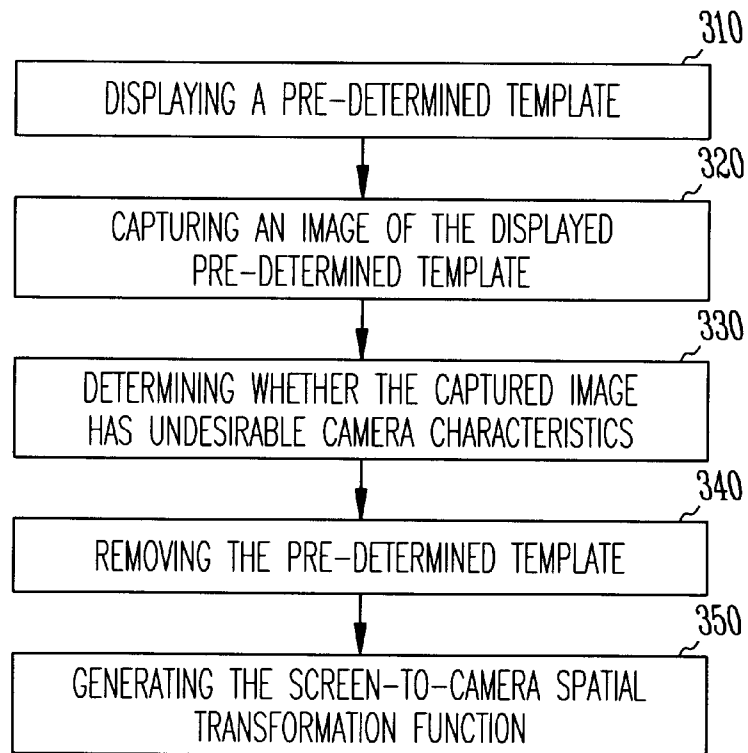 310
DISPLAYING A PRE-DETERMINED TEMPLATE
320
CAPTURING AN IMAGE OF THE DISPLAYED
PRE-DETERMINED TEMPLATE
330
DETERMINING WHETHER THE CAPTURED IMAGE
HAS UNDESIRABLE CAMERA CHARACTERISTICS
340
REMOVING THE PRE-DETERMINED TEMPLATE
350
GENERATING THE SCREEN-TO-CAMERA SPATIAL
TRANSFORMATION FUNCTION